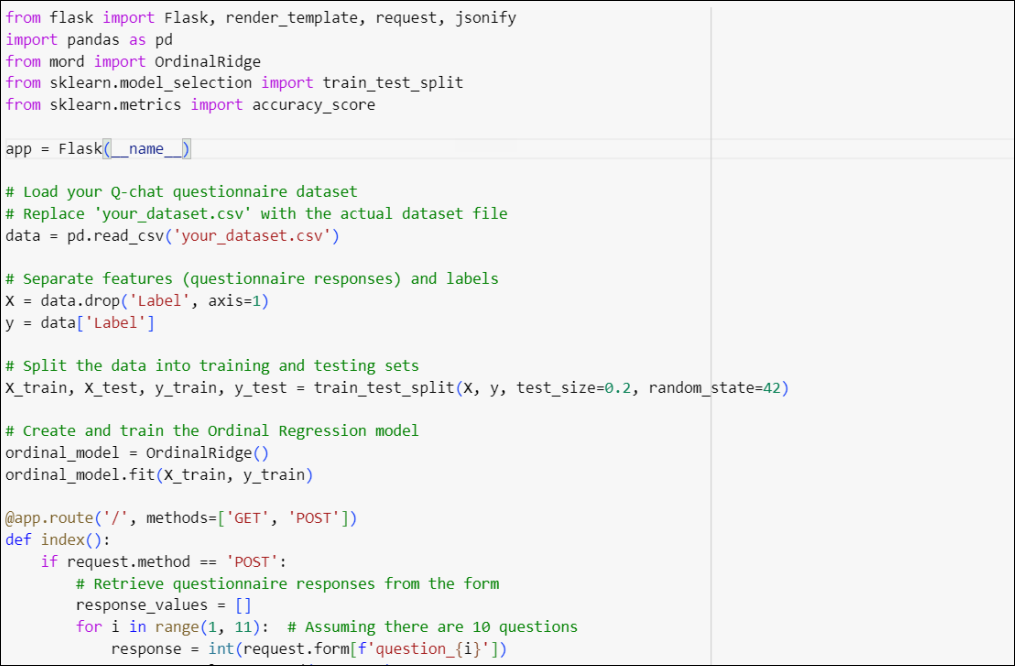 from flask import Flask, render_template, request, jsonify
import pandas as pd
from mord import OrdinalRidge
from sklearn.model_selection import train_test_split
from sklearn.metrics import accuracy_score
app = Flask(__name__)
# Load your Q-chat questionnaire dataset
# Replace 'your_dataset.csv' with the actual dataset file
data = pd.read_csv('your_dataset.csv')
# Separate features (questionnaire responses) and labels
X = data.drop('Label', axis=1)
y = data['Label']
# Split the data into training and testing sets
X_train, X_test, y_train, y_test = train_test_split(X, y, test_size=0.2, random_state=42)
# Create and train the Ordinal Regression model
ordinal_model = OrdinalRidge()
ordinal_model.fit(X_train, y_train)
@app.route('/', methods=['GET', 'POST'])
def index():
    if request.method == 'POST':
        # Retrieve questionnaire responses from the form
        response_values = []
        for i in range(1, 11):  # Assuming there are 10 questions
            response = int(request.form[f'question_{i}'])